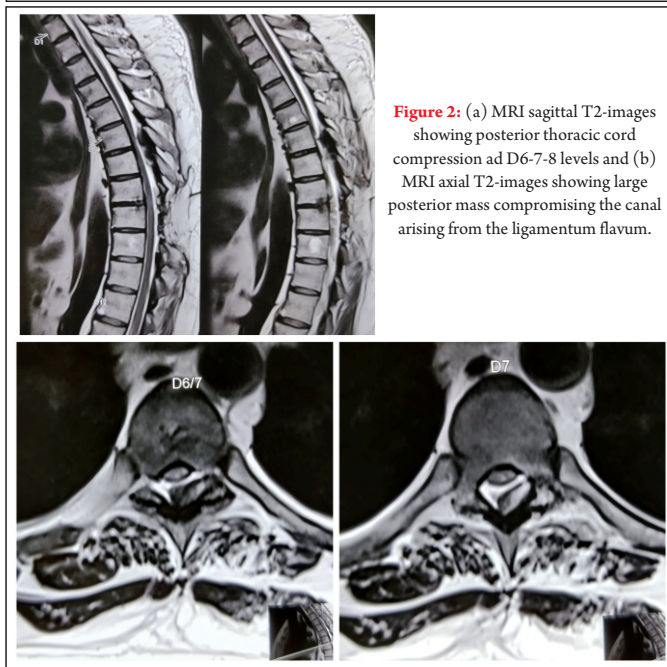 D1
Figure 2: (a) MRI sagittal T2-images
showing posterior thoracic cord
compression ad D6-7-8 levels and (b)
MRI axial T2-images showing large
posterior mass compromising the canal
arising from the ligamentum flavum.
D6/7
D7